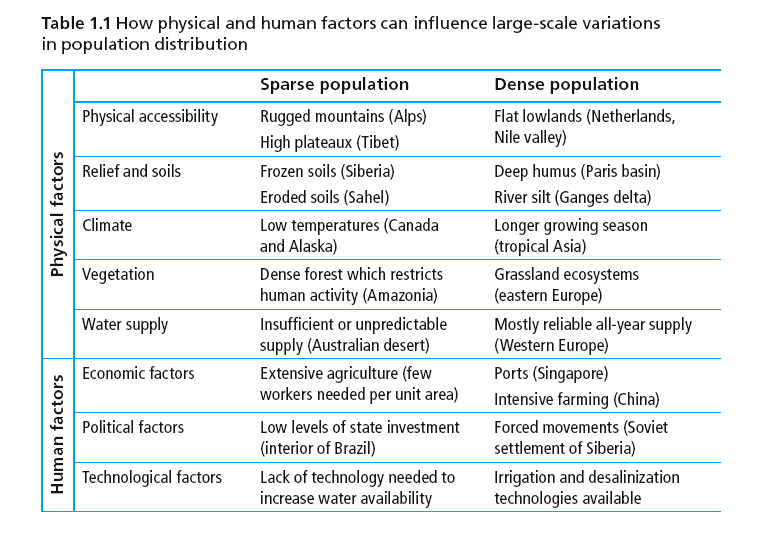 Table 1.1 How physical and human factors can influence large-scale variations
in population distribution
Sparse population Dense population
Physical factors
Physical accessibility Rugged mountains (Alps) Flat lowlands (Netherlands,
High plateaux (Tibet) Nile valley)
Relief and soils Frozen soils (Siberia) Deep humus (Paris basin)
Eroded soils (Sahel) River silt (Ganges delta)
Climate Low temperatures (Canada Longer growing season
and Alaska) (tropical Asia)
Vegetation Dense forest which restricts Grassland ecosystems
human activity (Amazonia) (eastern Europe)
Water supply Insufficient or unpredictable Mostly reliable all-year supply
supply (Australian desert) (Western Europe)
Human factors
Economic factors Extensive agriculture (few Ports (Singapore)
workers needed per unit area) Intensive farming (China)
Political factors Low levels of state investment Forced movements (Soviet
(interior of Brazil) settlement of Siberia)
Technological factors Lack of technology needed to Irrigation and desalinization
increase water availability technologies available